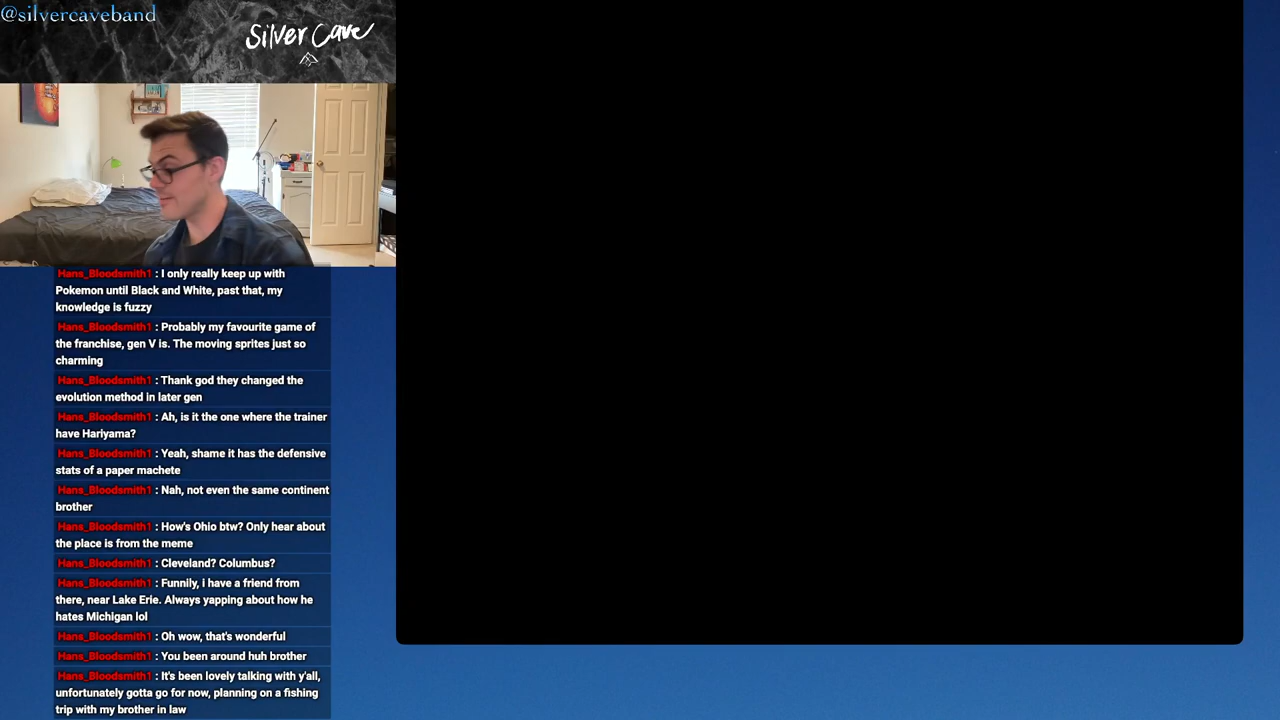 @silvercaveband
Silver Cave
Hans_Bloodsmith1 : I only really keep up with
Pokemon until Black and White, past that, my
knowledge is fuzzy
Hans_Bloodsmith1 : Probably my favourite game of
the franchise, gen V is. The moving sprites just so
charming
Hans_Bloodsmith1 : Thank god they changed the
evolution method in later gen
Hans_Bloodsmith1 : Ah, is it the one where the trainer
have Hariyama?
Hans_Bloodsmith1 : Yeah, shame it has the defensive
stats of a paper machete
Hans_Bloodsmith1 : Nah, not even the same continent
brother
Hans_Bloodsmith1 : How's Ohio btw? Only hear about
the place is from the meme
Hans_Bloodsmith1 : Cleveland? Columbus?
Hans_Bloodsmith1 : Funnily, i have a friend from
there, near Lake Erie. Always yapping about how he
hates Michigan lol
Hans_Bloodsmith1 : Oh wow, that's wonderful
Hans_Bloodsmith1 : You been around huh brother
Hans_Bloodsmith1 : It's been lovely talking with y'all,
unfortunately gotta go for now, planning on a fishing
trip with my brother in law